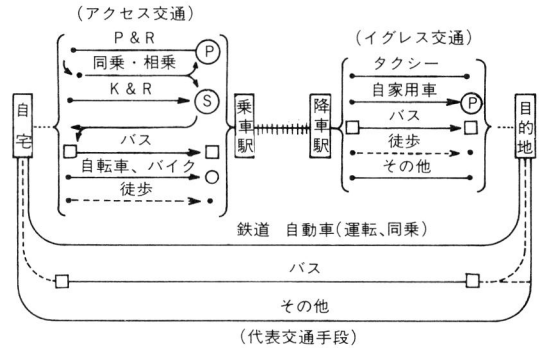 (アクセス交通)
P&R
P
同乗・相乗
K&R
S
バス
自転車、バイク
徒歩
自宅
乗車駅
降車駅
(イグレス交通)
タクシー
自家用車
P
バス
徒歩
その他
目的地
鉄道 自動車(運転、同乗)
バス
その他
(代表交通手段)